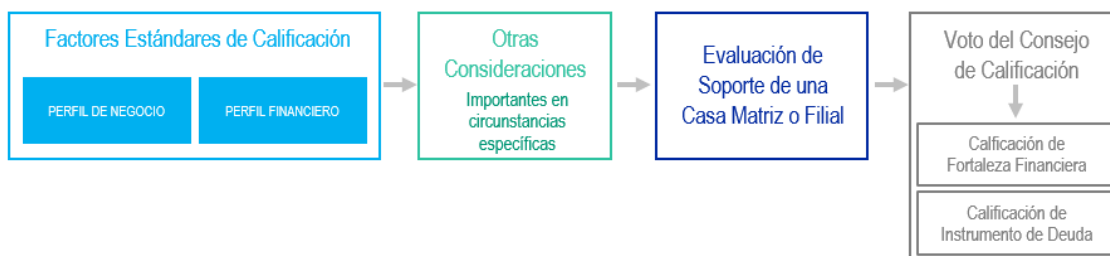 Factores Estándares de Calificación
PERFIL DE NEGOCIO
PERFIL FINANCIERO
Otras
Consideraciones
Importantes en
circunstancias
específicas
Evaluación de
Soporte de una
Casa Matriz o Filial
Voto del Consejo
de Calificación
Calficación de
Fortaleza Financiera
Calificación de
Instrumento de Deuda